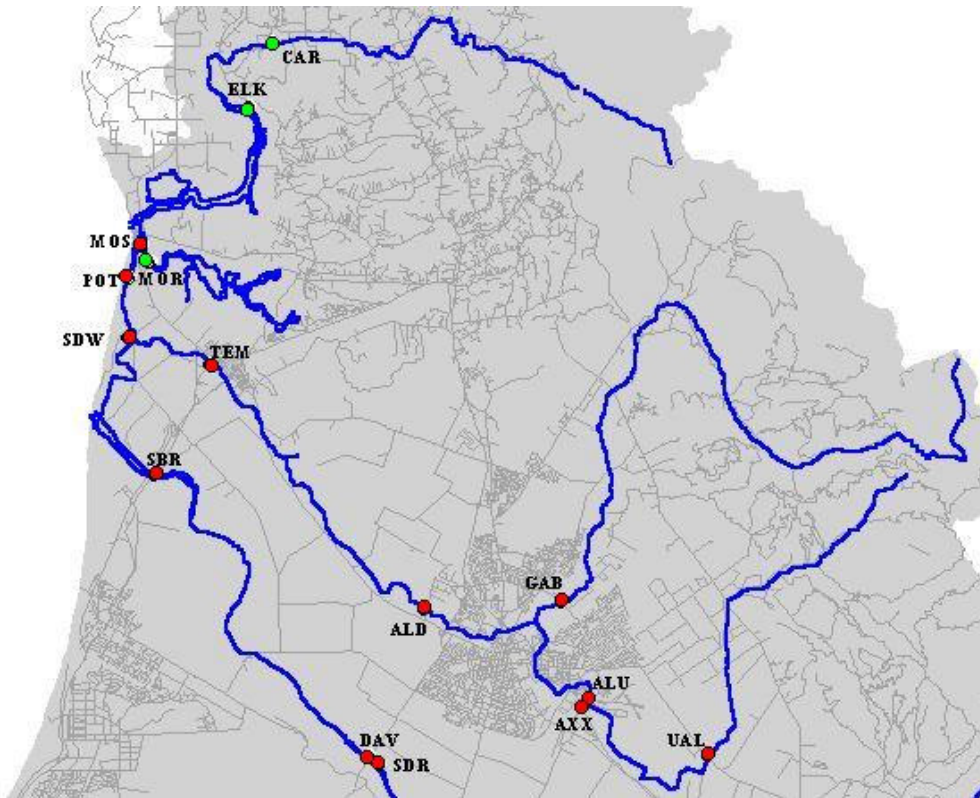 CAR
ELK
MOS
POT
MOR
SDW
TEM
SBR
GAB
ALD
ALU
AXX
UAL
DAV
SDR